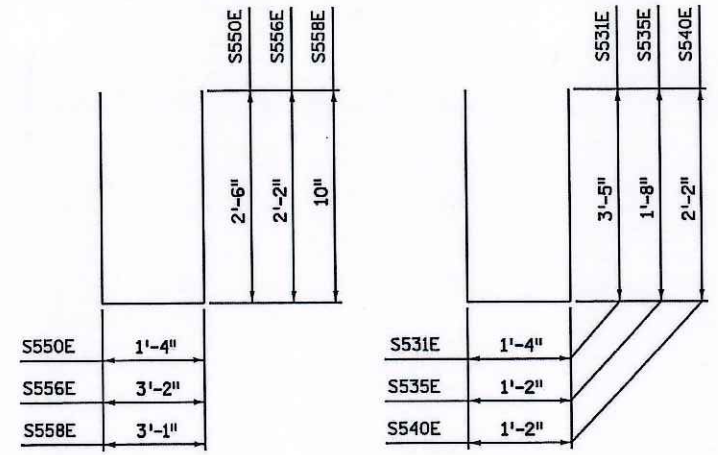 S550E S556E S558E
2'-6" 2'-2" 10"
S550E 1'-4"
S556E 3'-2"
S558E 3'-1"
S531E S535E S540E
3'-5" 1'-8" 2'-2"
S531E 1'-4"
S535E 1'-2"
S540E 1'-2"